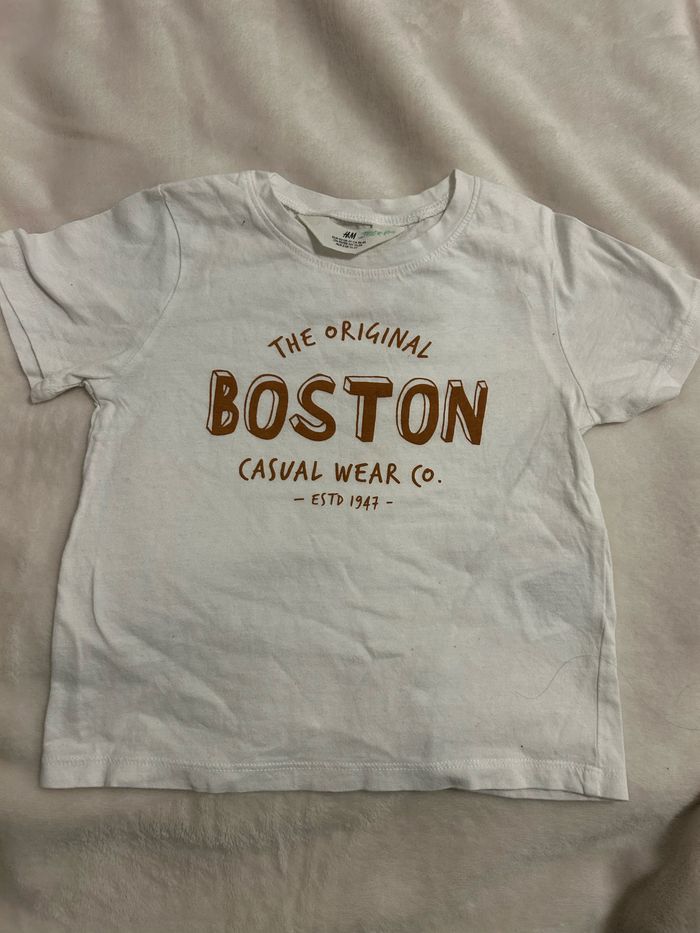 H&M
THE ORIGINAL
BOSTON
CASUAL WEAR CO.
- ESTD 1947 -